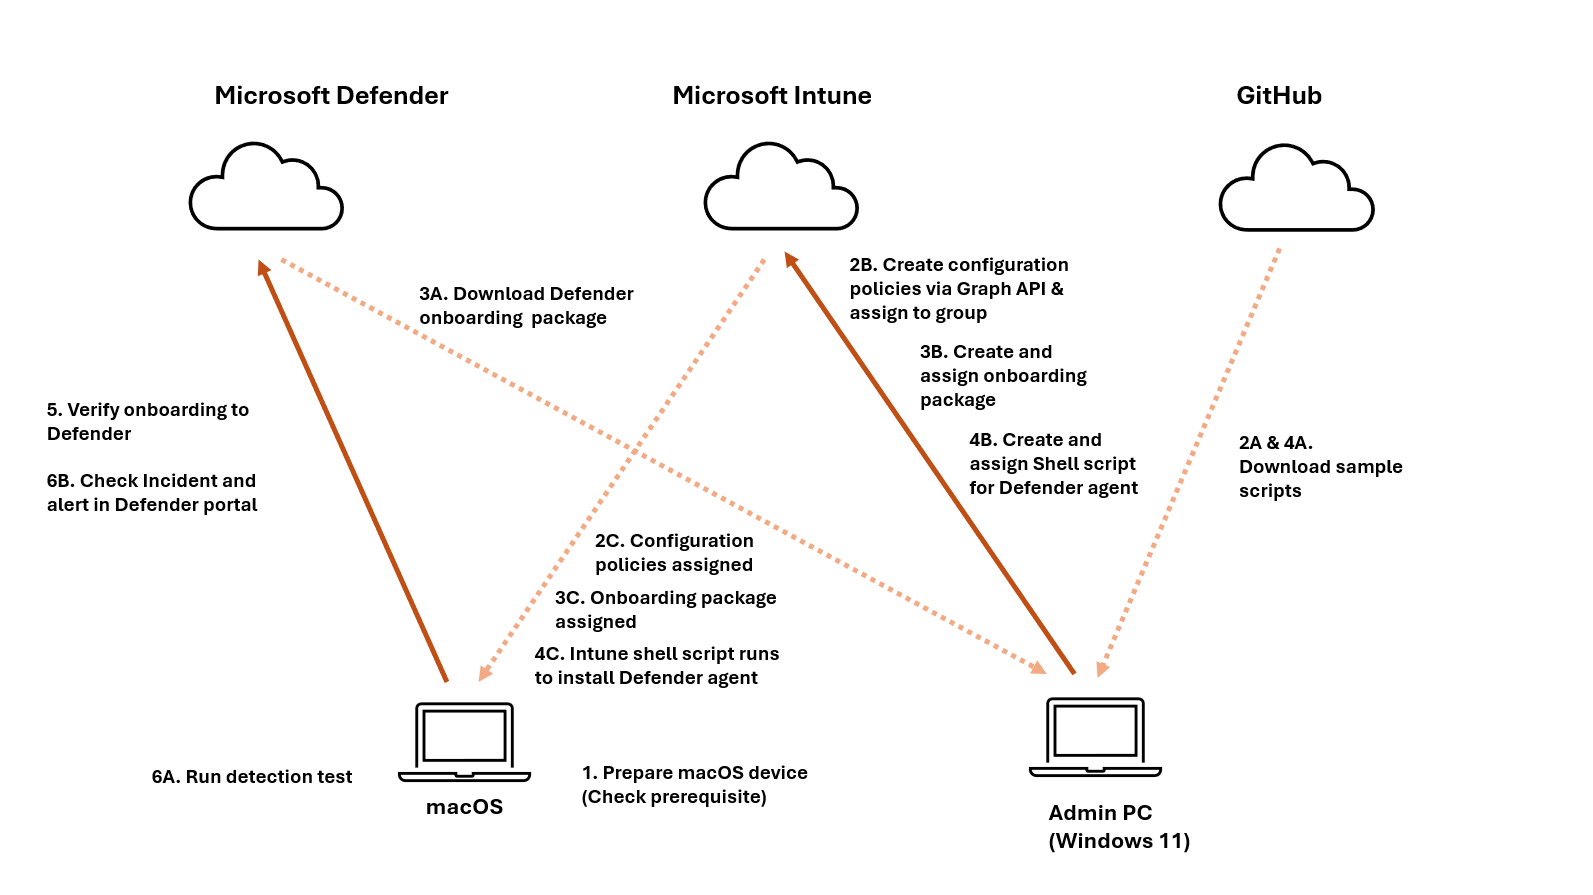 Microsoft Defender
Microsoft Intune
GitHub
2B. Create configuration
policies via Graph API &
assign to group
3A. Download Defender
onboarding package
3B. Create and
assign onboarding
package
5. Verify onboarding to
Defender
4B. Create and
assign Shell script
for Defender agent
2A & 4A.
Download sample
scripts
6B. Check Incident and
alert in Defender portal
2C. Configuration
policies assigned
3C. Onboarding package
assigned
4C. Intune shell script runs
to install Defender agent
6A. Run detection test
1. Prepare macOS device
(Check prerequisite)
macOS
Admin PC
(Windows 11)